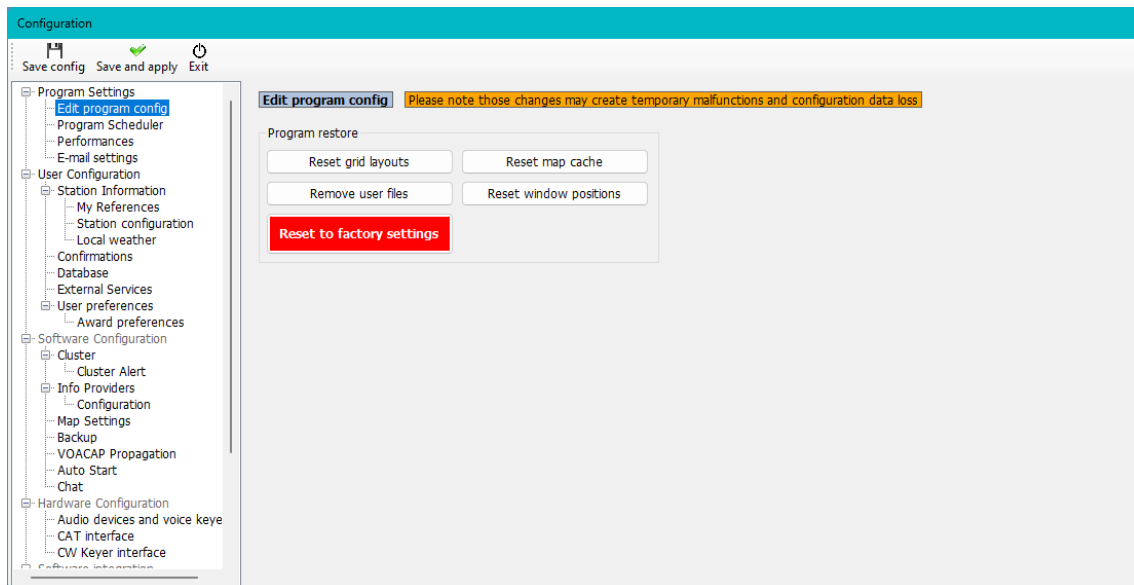 Configuration
Save config Save and apply Exit
Program Settings
Edit program config
Program Scheduler
Performances
E-mail settings
User Configuration
Station Information
My References
Station configuration
Local weather
Confirmations
Database
External Services
User preferences
Award preferences
Software Configuration
Cluster
Cluster Alert
Info Providers
Configuration
Map Settings
Backup
VOACAP Propagation
Auto Start
Chat
Hardware Configuration
Audio devices and voice keye
CAT interface
CW Keyer interface
Software integration
Edit program config Please note those changes may create temporary malfunctions and configuration data loss
Program restore
Reset grid layouts Reset map cache
Remove user files Reset window positions
Reset to factory settings